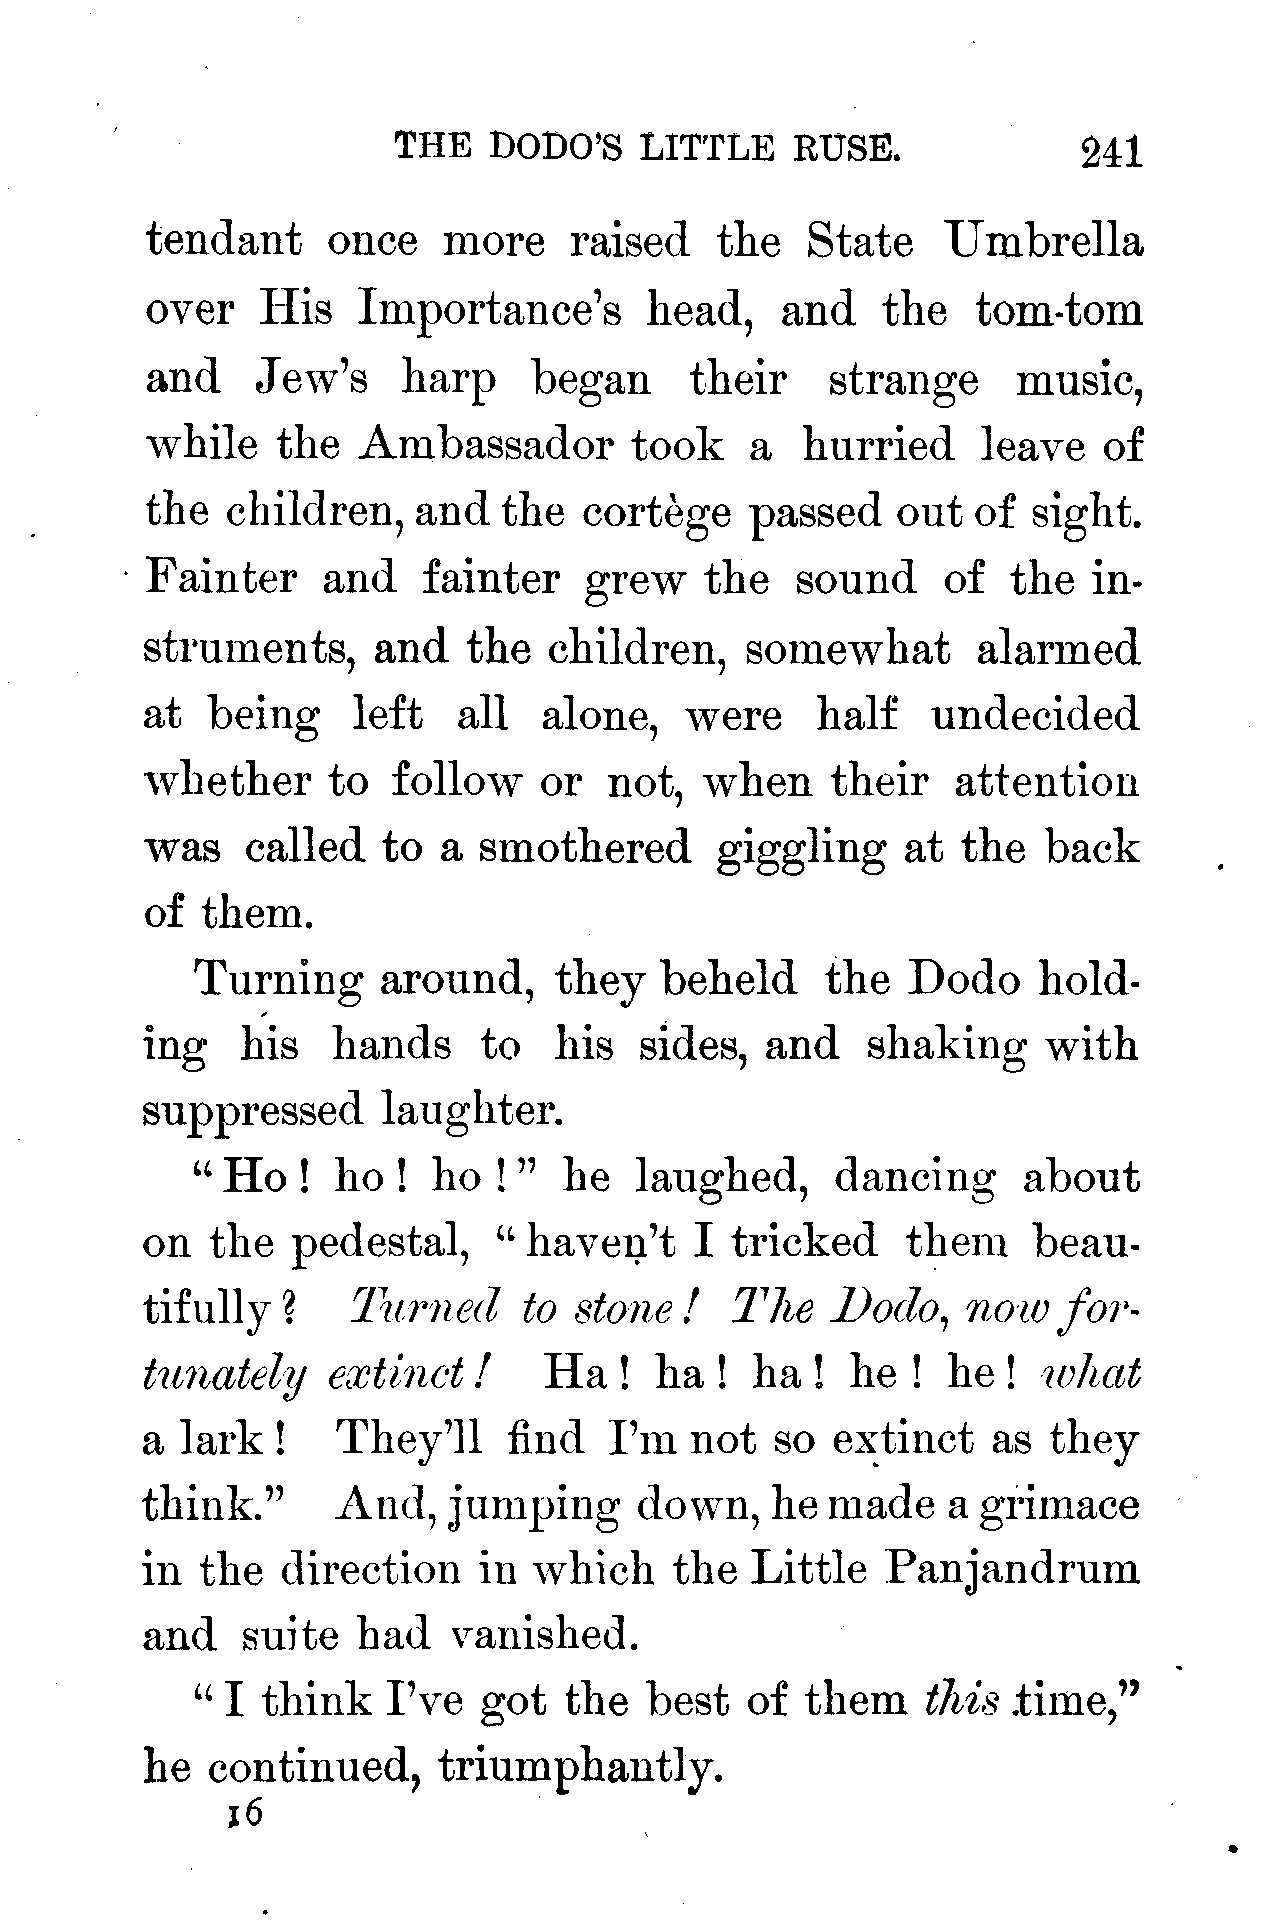 THE DODO'S LITTLE RUSE. 241
tendant once more raised the State Umbrella
over His Importance's head, and the tom-tom
and Jew's harp began their strange music,
while the Ambassador took a hurried leave of
the children, and the cortège passed out of sight.
Fainter and fainter grew the sound of the in-
struments, and the children, somewhat alarmed
at being left all alone, were half undecided
whether to follow or not, when their attention
was called to a smothered giggling at the back
of them.
Turning around, they beheld the Dodo hold-
ing his hands to his sides, and shaking with
suppressed laughter.
“Ho! ho! ho!” he laughed, dancing about
on the pedestal, “haven't I tricked them beau-
tifully? Turned to stone! The Dodo, now for-
tunately extinct! Ha! ha! ha! he! he! what
a lark! They'll find I'm not so extinct as they
think.” And, jumping down, he made a grimace
in the direction in which the Little Panjandrum
and suite had vanished.
“I think I've got the best of them this time,”
he continued, triumphantly.
16